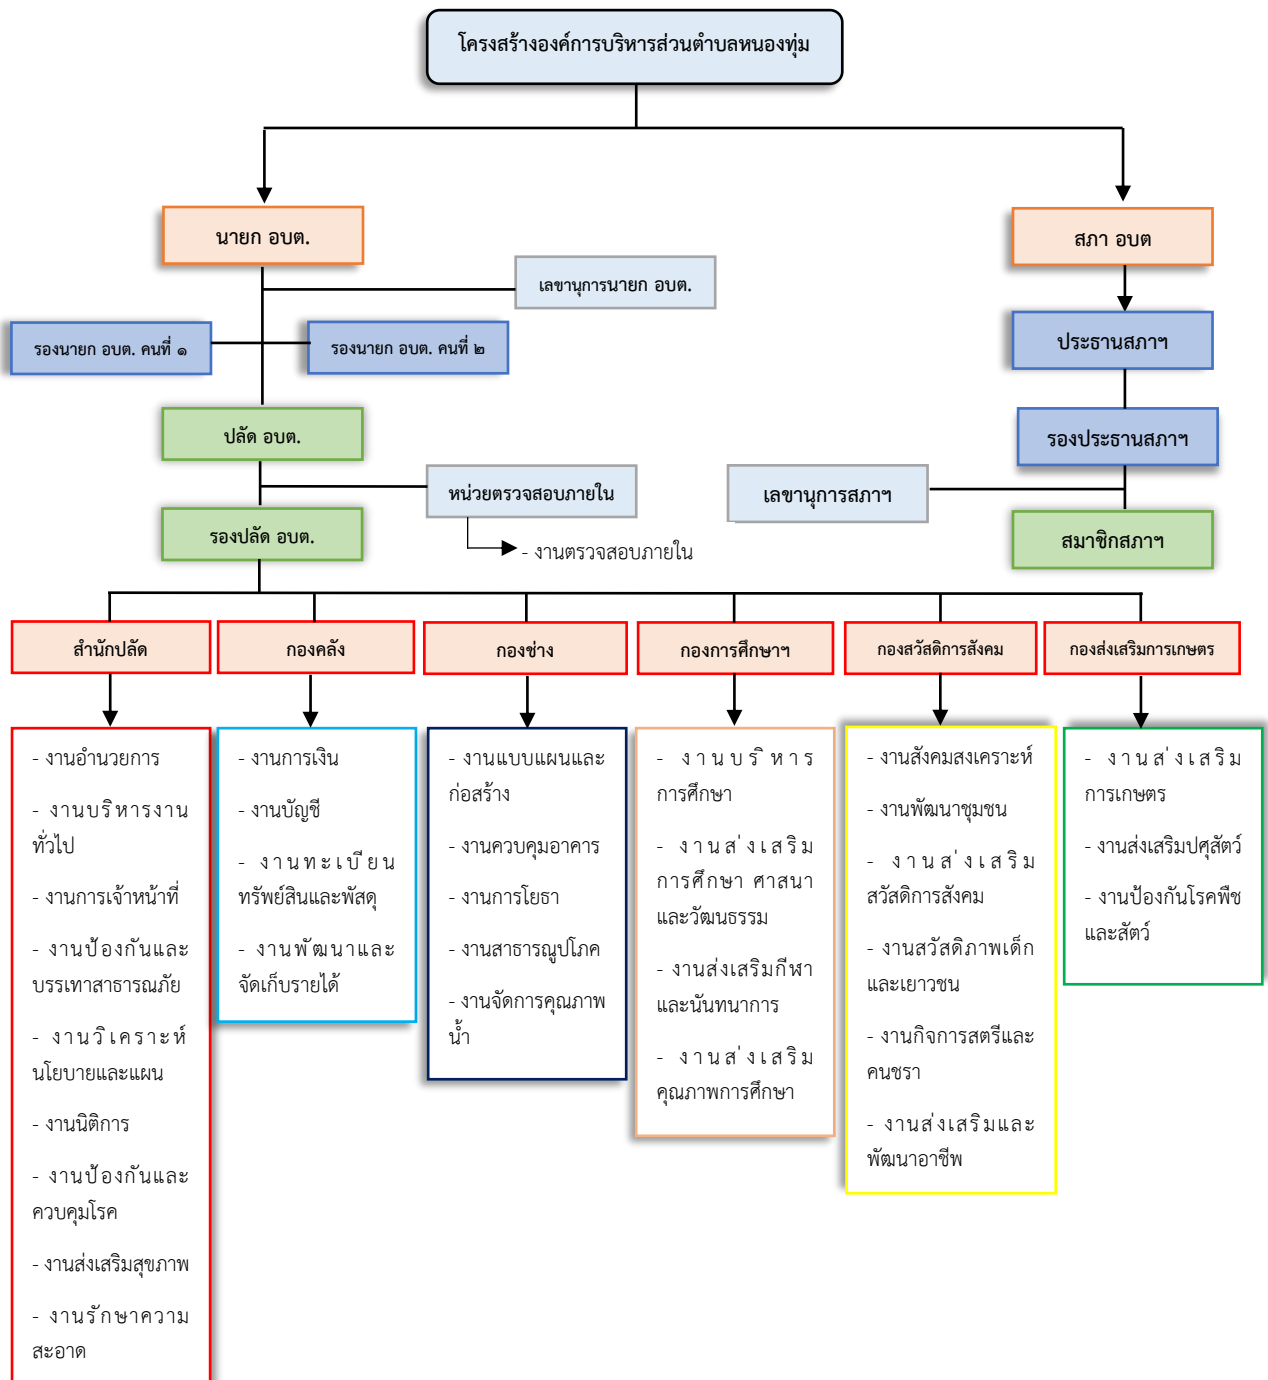 โครงสร้างองค์การบริหารส่วนตำบลหนองทุ่ม
นายก อบต.
สภา อบต
เลขานุการนายก อบต.
รองนายก อบต. คนที่ ๑
รองนายก อบต. คนที่ ๒
ประธานสภาฯ
ปลัด อบต.
รองประธานสภาฯ
หน่วยตรวจสอบภายใน
เลขานุการสภาฯ
รองปลัด อบต.
- งานตรวจสอบภายใน
สมาชิกสภาฯ
สำนักปลัด
กองคลัง
กองช่าง
กองการศึกษาฯ
กองสวัสดิการสังคม
กองส่งเสริมการเกษตร
- งานอำนวยการ
- งานบริหารงาน
ทั่วไป
- งานการเจ้าหน้าที่
- งานป้องกันและ
บรรเทาสาธารณภัย
- งานวิเคราะห์
นโยบายและแผน
- งานนิติการ
- งานป้องกันและ
ควบคุมโรค
- งานส่งเสริมสุขภาพ
- งานรักษาความ
สะอาด
- งานการเงิน
- งานบัญชี
- งานทะเบียน
ทรัพย์สินและพัสดุ
- งานพัฒนาและ
จัดเก็บรายได้
- งานแบบแผนและ
ก่อสร้าง
- งานควบคุมอาคาร
- งานการโยธา
- งานสาธารณูปโภค
- งานจัดการคุณภาพ
น้ำ
- งานบริหาร
การศึกษา
- งานส่งเสริม
การศึกษา ศาสนา
และวัฒนธรรม
- งานส่งเสริมกีฬา
และนันทนาการ
- งานส่งเสริม
คุณภาพการศึกษา
- งานสังคมสงเคราะห์
- งานพัฒนาชุมชน
- งานส่งเสริม
สวัสดิการสังคม
- งานสวัสดิภาพเด็ก
และเยาวชน
- งานกิจการสตรีและ
คนชรา
- งานส่งเสริมและ
พัฒนาอาชีพ
- งานส่งเสริม
การเกษตร
- งานส่งเสริมปศุสัตว์
- งานป้องกันโรคพืช
และสัตว์